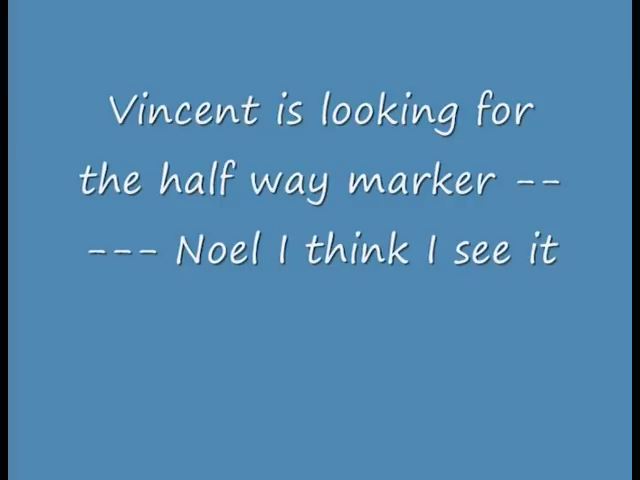 Vincent is looking for
the half way marker --
--- Noel I think I see it